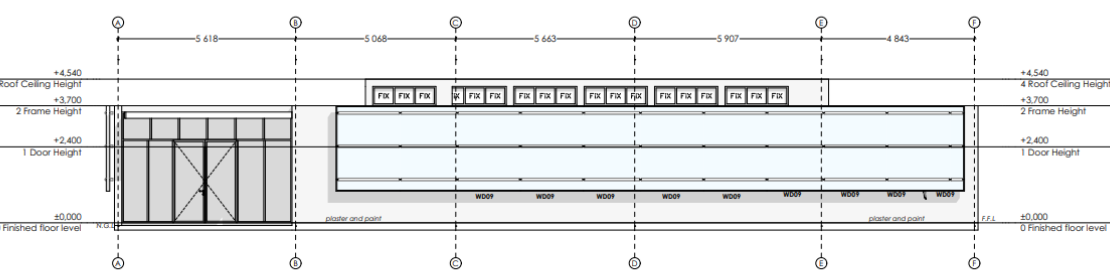 A B C D E F
5 618 5 068 5 663 5 907 4 843
+4,540 +4,540
Roof Ceiling Height 4 Roof Ceiling Height
FIX FIX FIX FIX FIX FIX FIX FIX FIX FIX FIX FIX FIX FIX FIX FIX FIX FIX
+3,700 +3,700
2 Frame Height 2 Frame Height
+2,400 +2,400
1 Door Height 1 Door Height
WD09 WD09 WD09 WD09 WD09 WD09 WD09 WD09 WD09
±0,000 plaster and paint plaster and paint F.F.L ±0,000
Finished floor level N.G.L 0 Finished floor level
A B C D E F